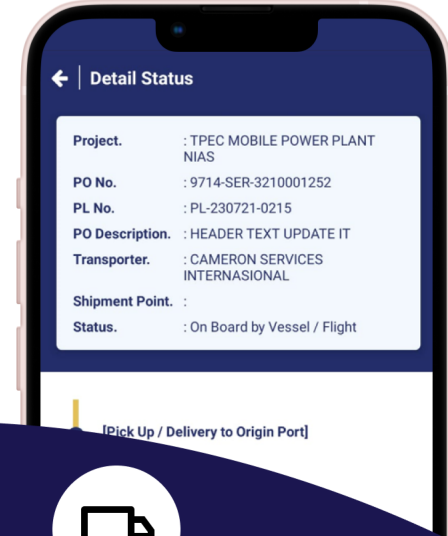 Detail Status
Project. : TPEC MOBILE POWER PLANT
NIAS
PO No. : 9714-SER-3210001252
PL No. : PL-230721-0215
PO Description. : HEADER TEXT UPDATE IT
Transporter. : CAMERON SERVICES
INTERNASIONAL
Shipment Point. :
Status. : On Board by Vessel / Flight
[Pick Up / Delivery to Origin Port]